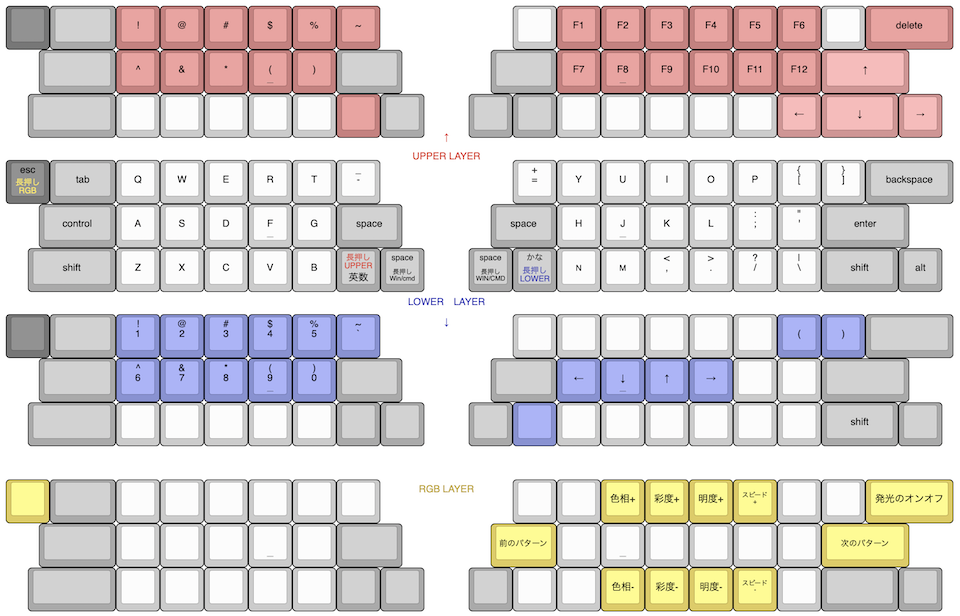 ! @ # $ % ~ F1 F2 F3 F4 F5 F6 delete
^ & * ( ) F7 F8 F9 F10 F11 F12 ↑
_ _
← ↓ →
↑
UPPER LAYER
esc
長押し
RGB
tab Q W E R T
_
-
+
=
Y U I O P
{
[
}
]
backspace
control A S D F G space
_
space H J K L
_
:
;
"
'
enter
shift Z X C V B
長押し
UPPER
英数
space
長押し
Win/cmd
space
長押し
WIN/CMD
かな
長押し
LOWER
N M
<
,
>
.
?
/
|
\
shift alt
LOWER LAYER
↓
! @ # $ % ~
1 2 3 4 5 `
( )
^ & * ( )
6 7 8 9 0
_
← ↓ ↑ →
_
shift
RGB LAYER
色相+ 彩度+ 明度+
スピード
+
発光のオンオフ
_
前のパターン
_
次のパターン
色相- 彩度- 明度-
スピード
-